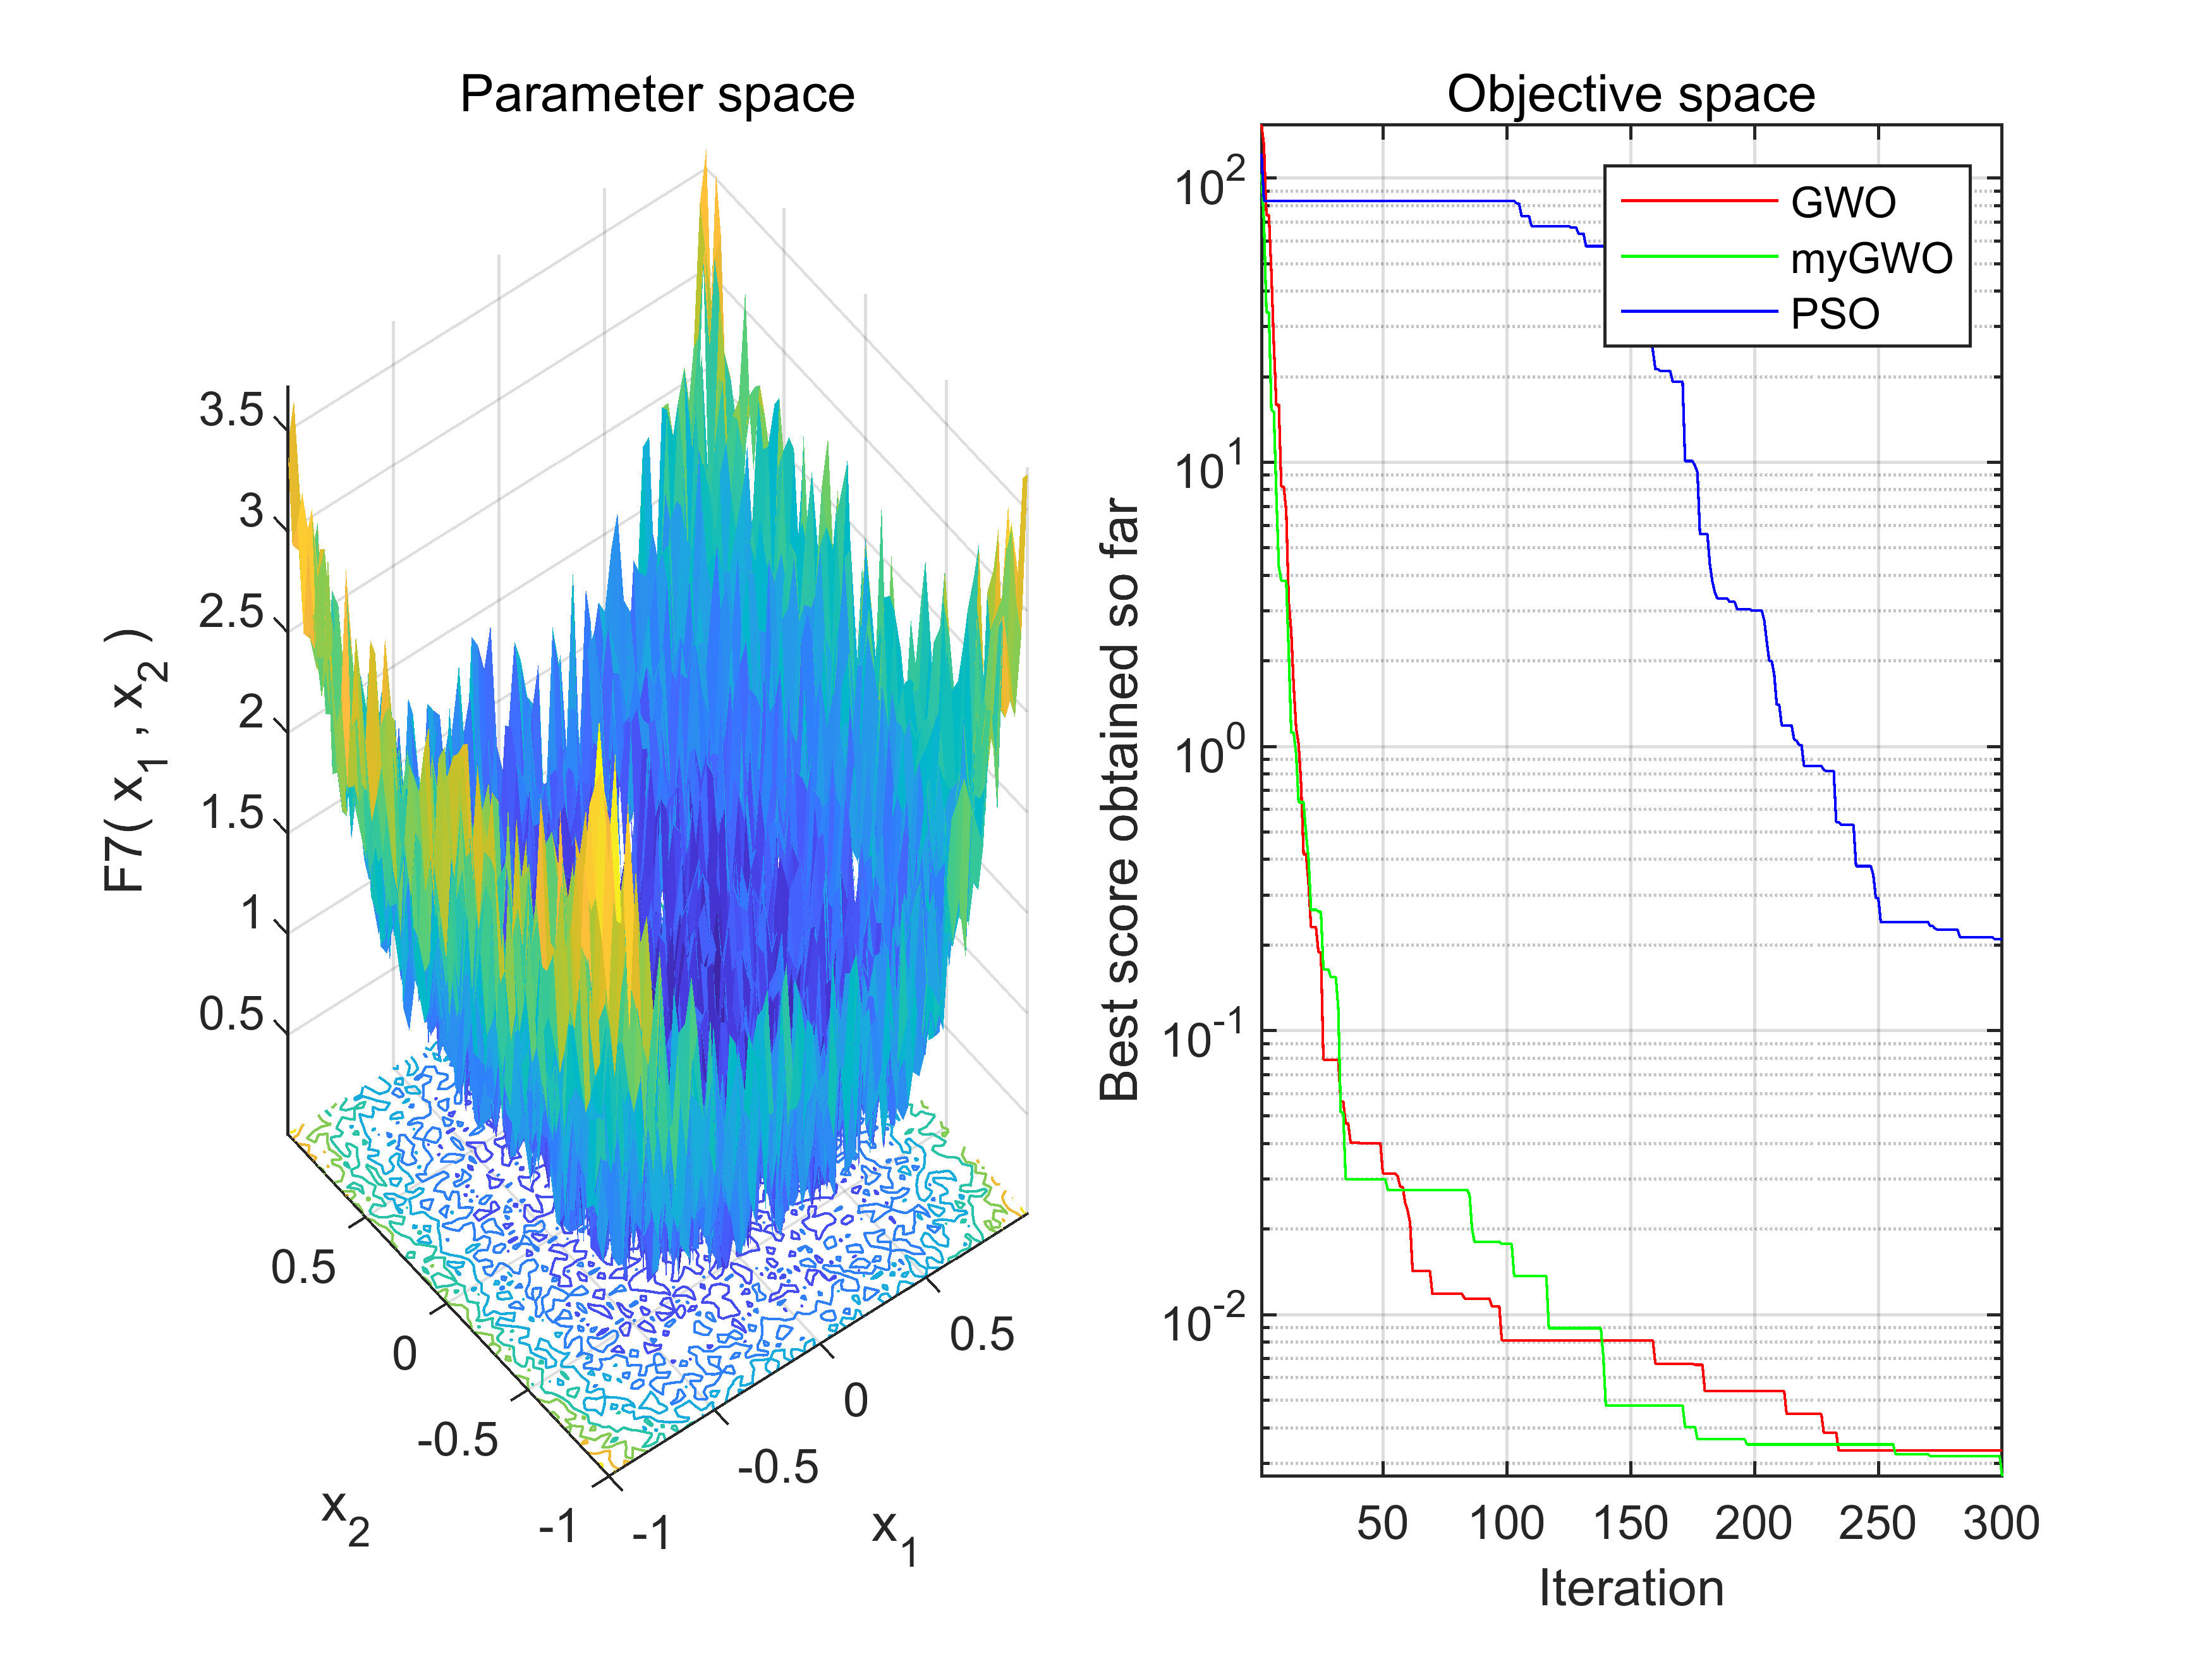 Parameter space
3.5
3
2.5
2
1.5
1
0.5
F7( x1 , x2 )
0.5
0
-0.5
-1
x2
-1
-0.5
0
0.5
x1
Objective space
10^2
10^1
10^0
10^-1
10^-2
Best score obtained so far
GWO
myGWO
PSO
50 100 150 200 250 300
Iteration